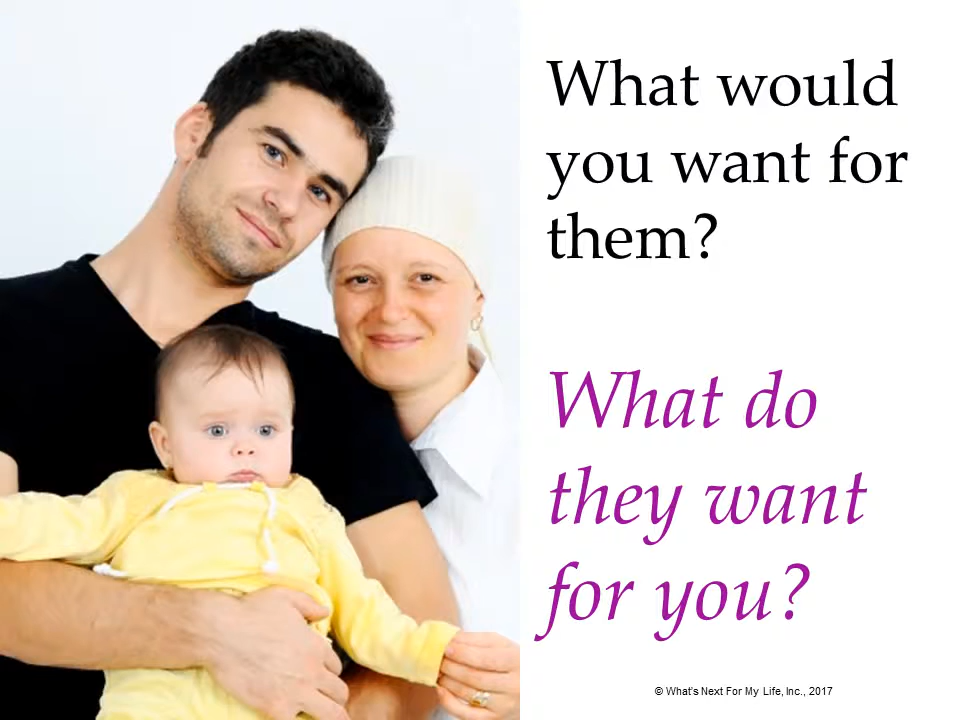 What would
you want for
them?
What do
they want
for you?
© What's Next For My Life, Inc., 2017